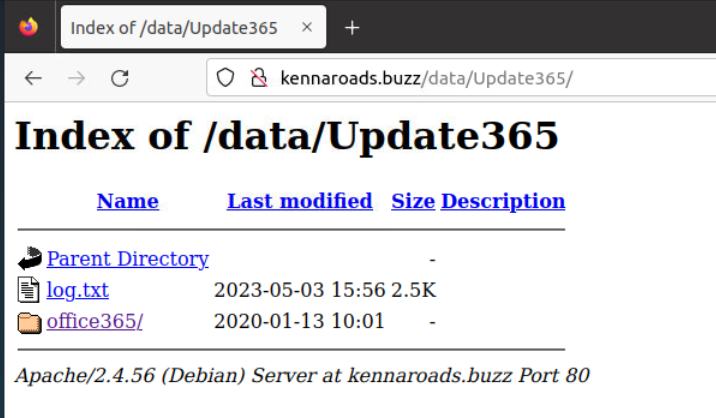 Index of /data/Update365
kennaroads.buzz/data/Update365/
Index of /data/Update365
Name Last modified Size Description
Parent Directory -
log.txt 2023-05-03 15:56 2.5K
office365/ 2020-01-13 10:01 -
Apache/2.4.56 (Debian) Server at kennaroads.buzz Port 80